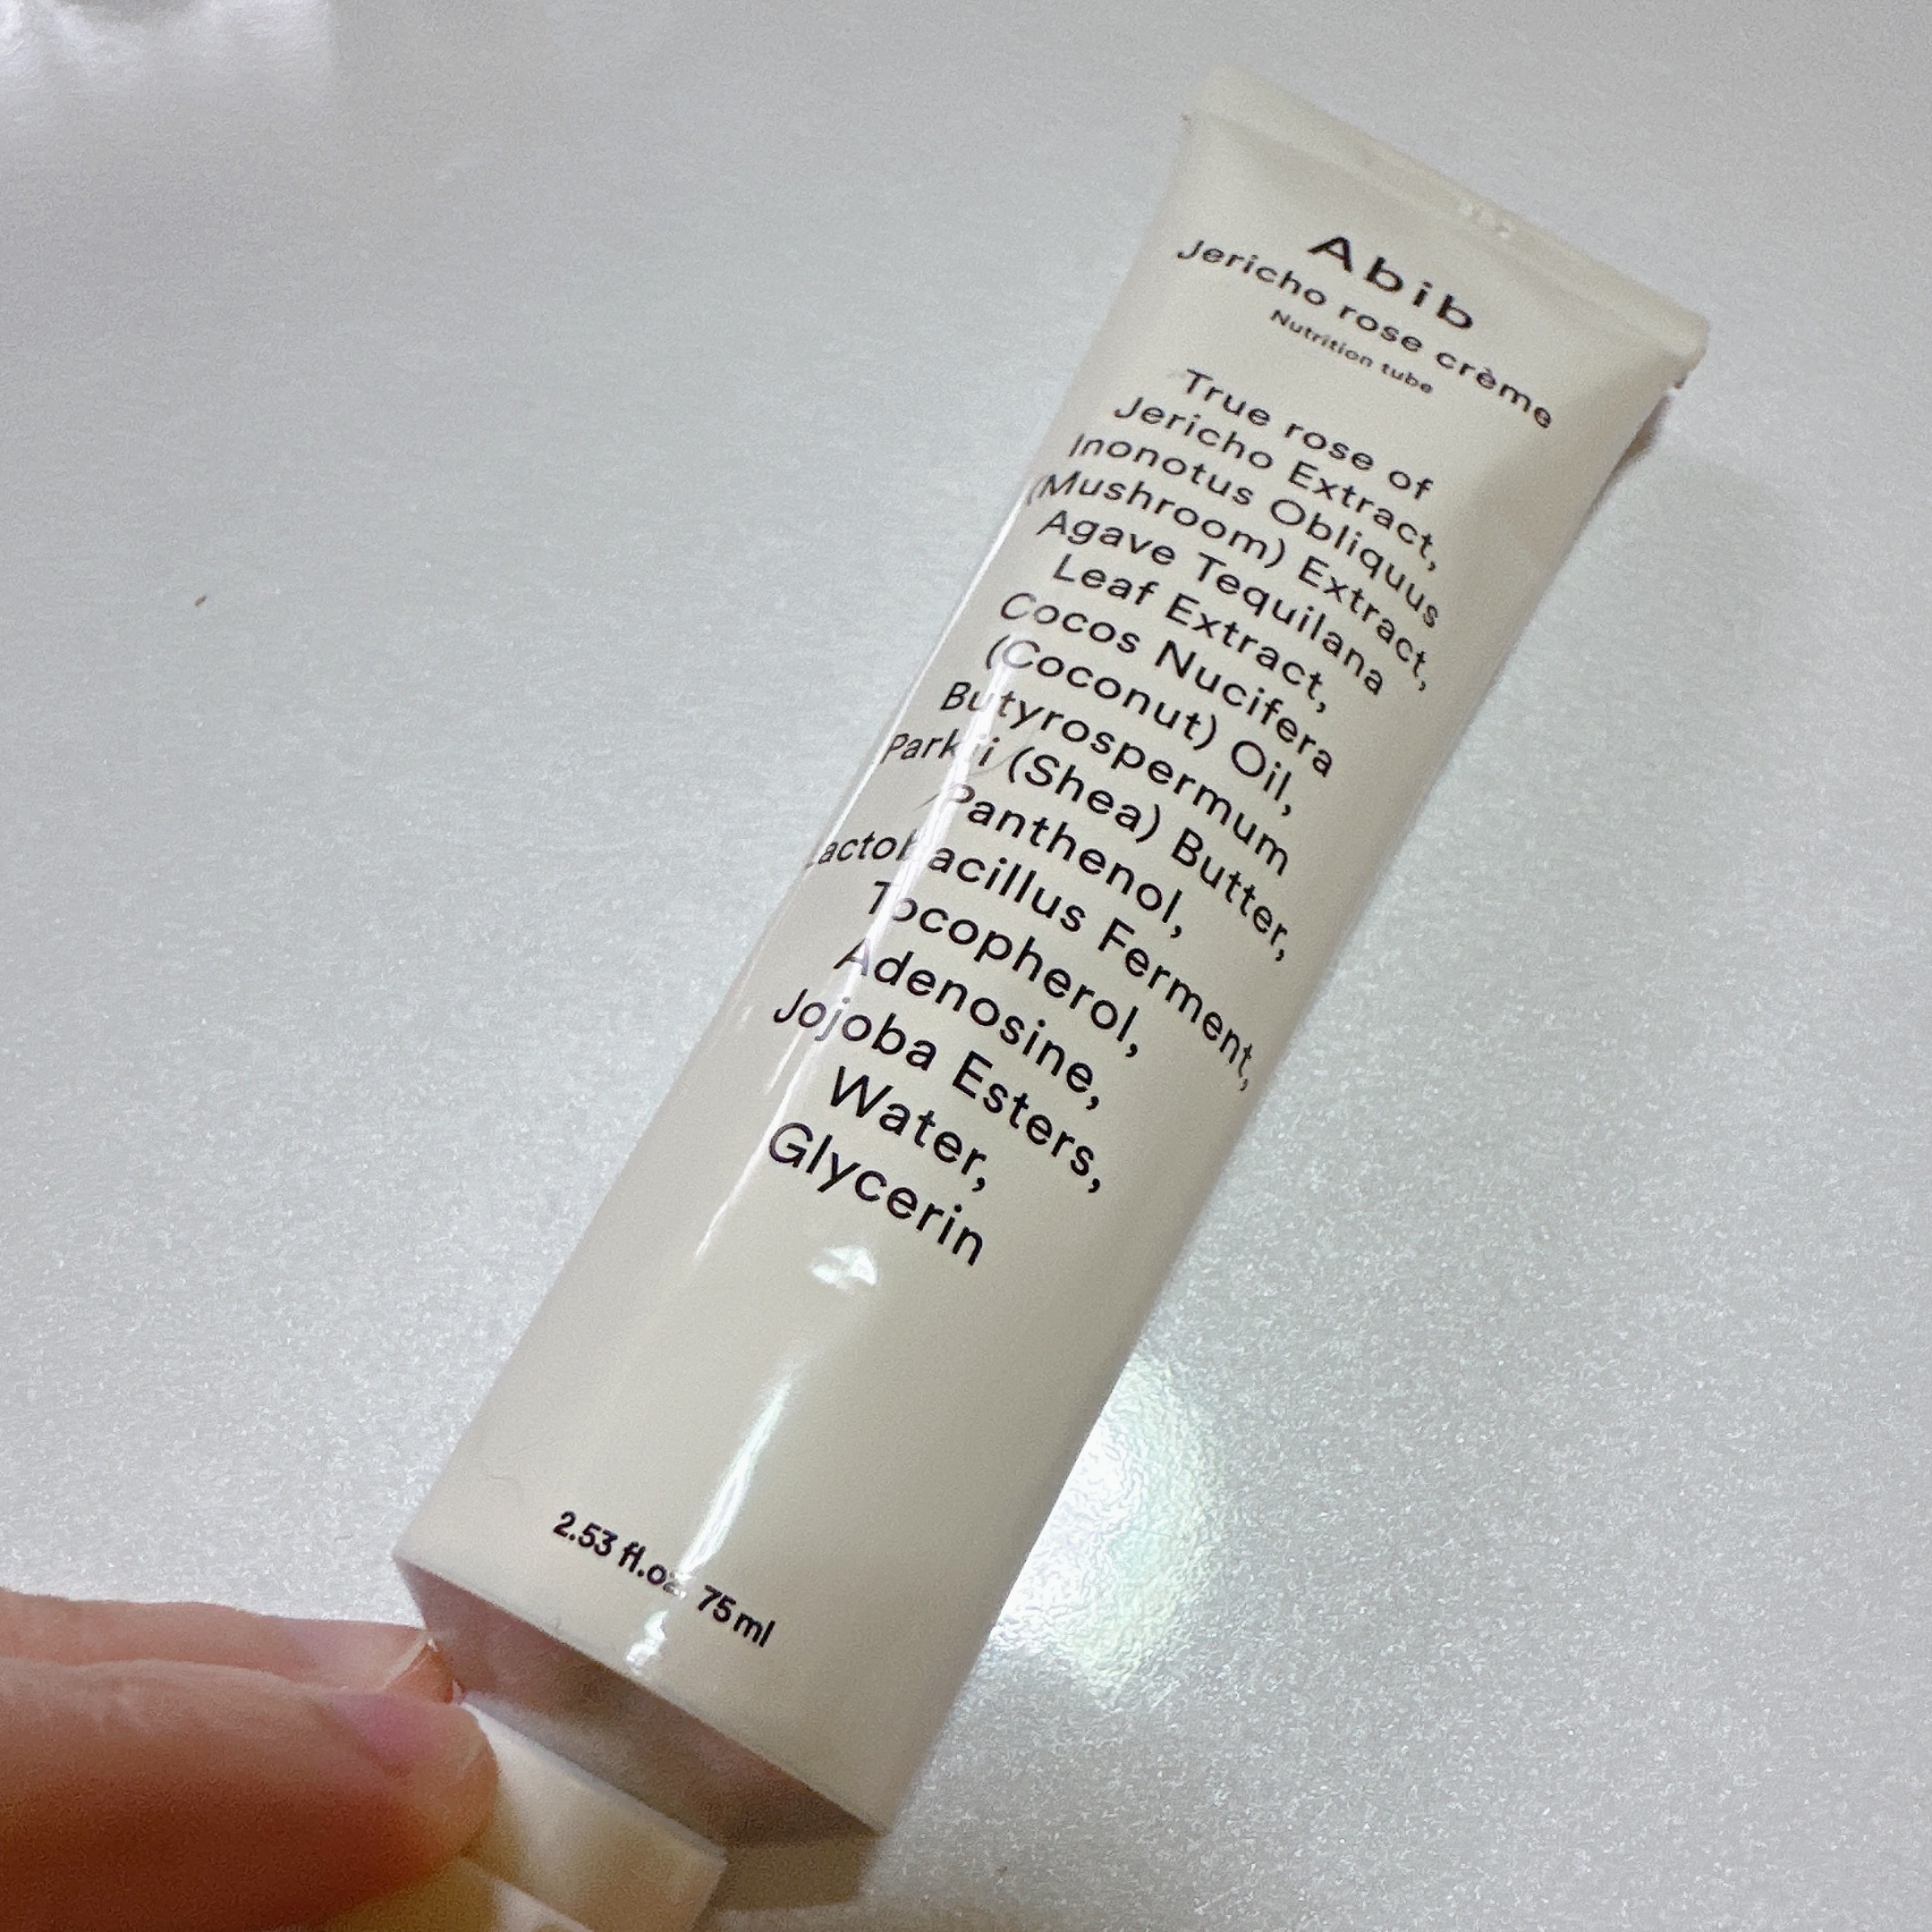 Abib
Jericho rose crème
Nutrition tube
True rose of
Jericho Extract,
Inonotus Obliquus
(Mushroom) Extract,
Agave Tequilana
Leaf Extract,
Cocos Nucifera
(Coconut) Oil,
Butyrospermum
Parkii (Shea) Butter,
Panthenol,
Lactobacillus Ferment,
Tocopherol,
Adenosine,
Jojoba Esters,
Water,
Glycerin
2.53 fl.oz. 75ml